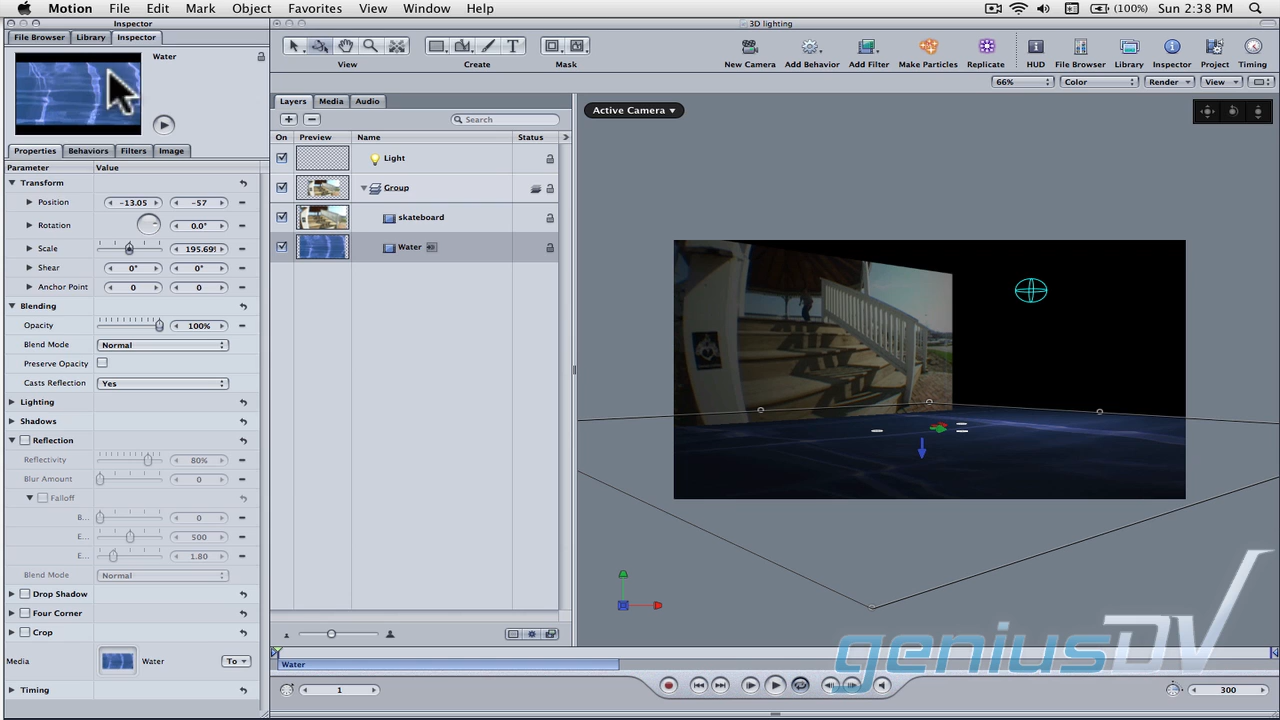 Motion File Edit Mark Object Favorites View Window Help (100%) Sun 2:38 PM
Inspector
3D lighting
File Browser Library Inspector
Water
View Create Mask New Camera Add Behavior Add Filter Make Particles Replicate HUD File Browser Library Inspector Project Timing
66% Color Render View
Layers Media Audio
Active Camera
Search
On Preview Name Status
Properties Behaviors Filters Image
Parameter Value
Light
Transform
Group
Position -13.05 -57
skateboard
Rotation 0.0°
Water
Scale 195.69
Shear 0° 0°
Anchor Point 0 0
Blending
Opacity 100%
Blend Mode Normal
Preserve Opacity
Casts Reflection Yes
Lighting
Shadows
Reflection
Reflectivity 80%
Blur Amount 0
Falloff
B... 0
E... 500
E... 1.80
Blend Mode Normal
Drop Shadow
Four Corner
Crop
Media Water To
Water
Timing
1
300
geniusDV